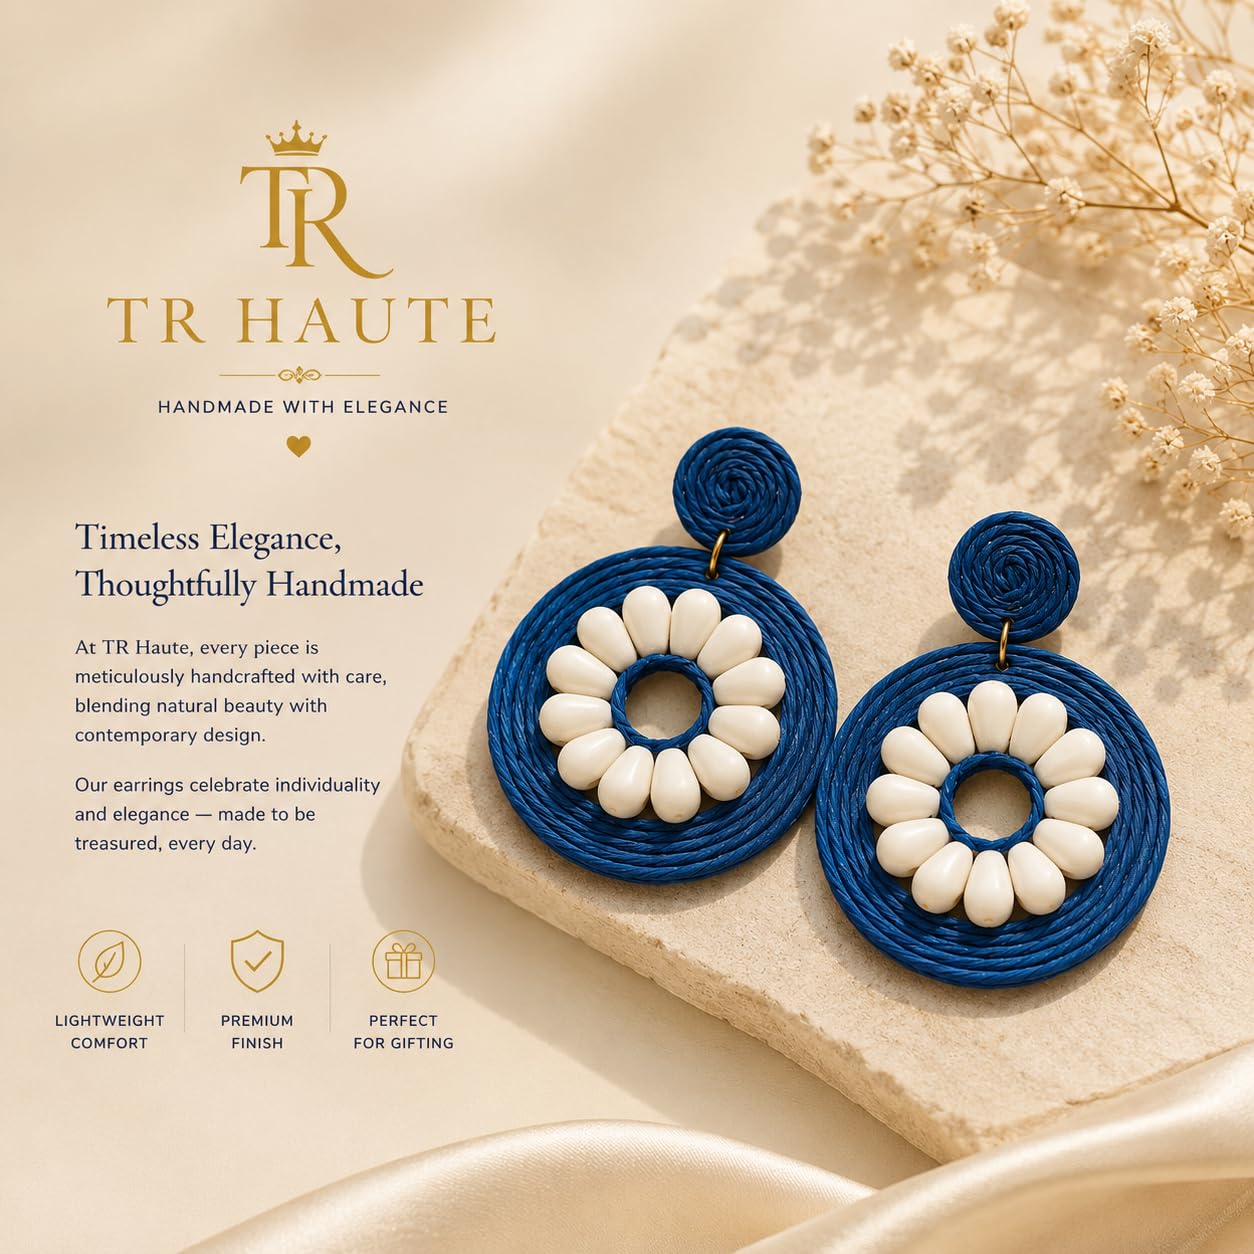 TR
TR HAUTE
HANDMADE WITH ELEGANCE
Timeless Elegance,
Thoughtfully Handmade
At TR Haute, every piece is
meticulously handcrafted with care,
blending natural beauty with
contemporary design.
Our earrings celebrate individuality
and elegance — made to be
treasured, every day.
LIGHTWEIGHT
COMFORT
PREMIUM
FINISH
PERFECT
FOR GIFTING